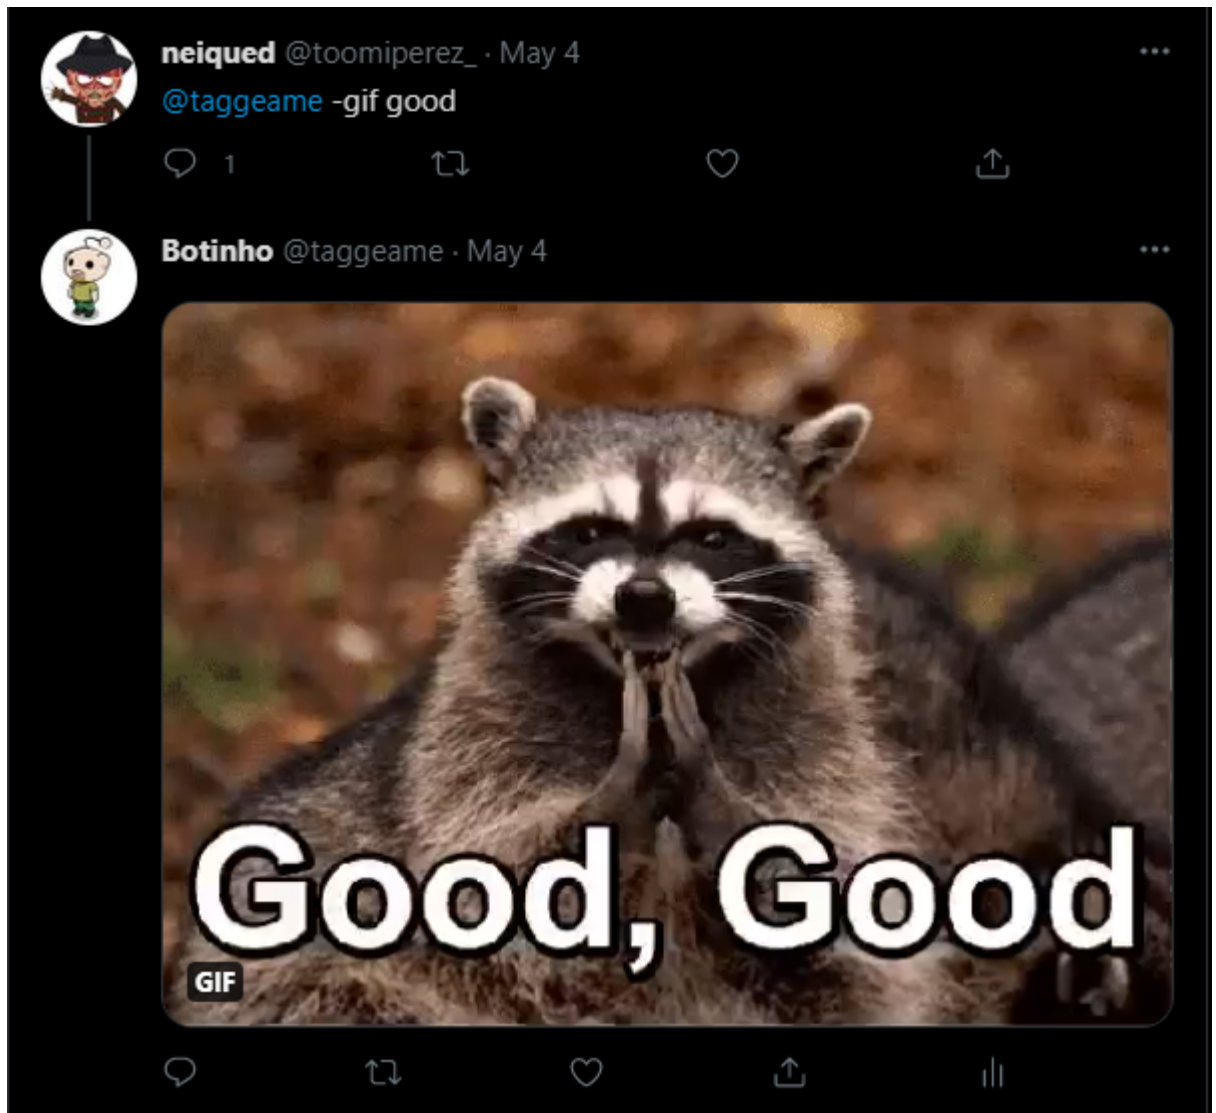 neiqued @toomiperez_ · May 4
@taggeame -gif good
1
Botinho @taggeame · May 4
Good, Good
GIF